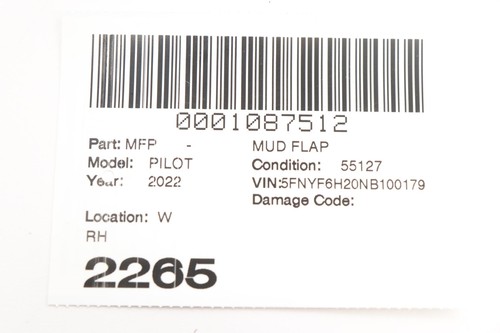 0001087512
Part: MFP - MUD FLAP
Model: PILOT Condition: 55127
Year: 2022 VIN:5FNYF6H20NB100179
Damage Code:
Location: W
RH
2265